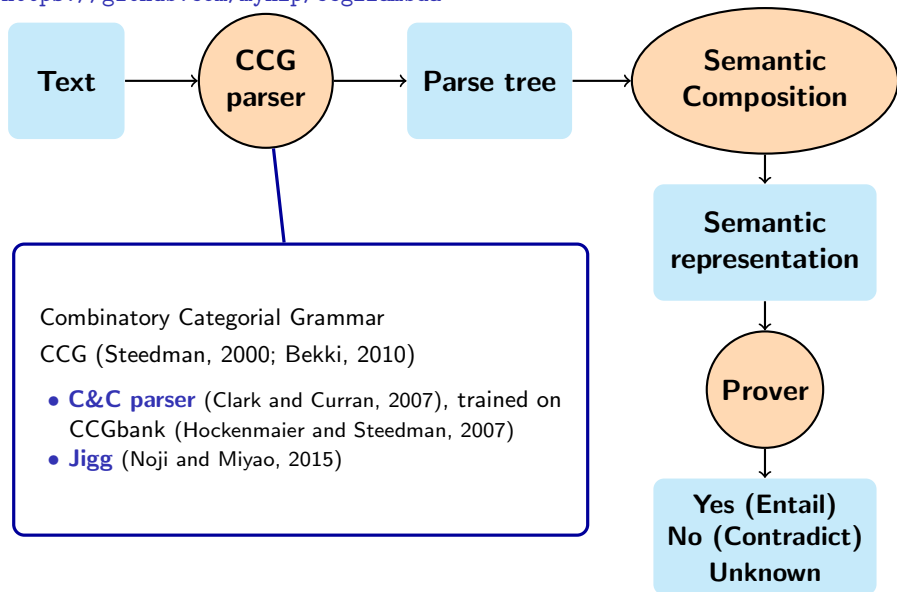 Text
CCG
parser
Parse tree
Semantic
Composition
Semantic
representation
Combinatory Categorial Grammar
CCG (Steedman, 2000; Bekki, 2010)
• C&C parser (Clark and Curran, 2007), trained on
CCGbank (Hockenmaier and Steedman, 2007)
• Jigg (Noji and Miyao, 2015)
Prover
Yes (Entail)
No (Contradict)
Unknown